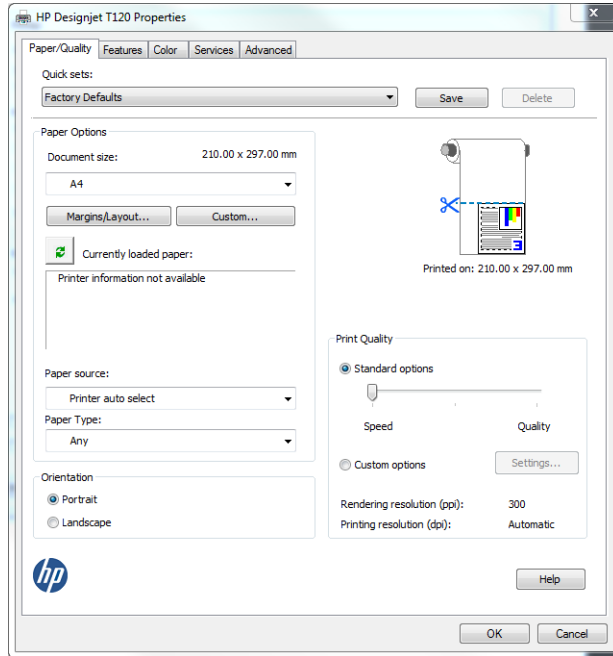 HP Designjet T120 Properties
x
Paper/Quality Features Color Services Advanced
Quick sets:
Factory Defaults Save Delete
Paper Options
Document size: 210.00 x 297.00 mm
A4
Margins/Layout... Custom...
Currently loaded paper:
Printer information not available
Printed on: 210.00 x 297.00 mm
Paper source:
Printer auto select
Paper Type:
Any
Print Quality
Standard options
Speed Quality
Custom options Settings...
Rendering resolution (ppi): 300
Printing resolution (dpi): Automatic
Orientation
Portrait
Landscape
hp
Help
OK Cancel